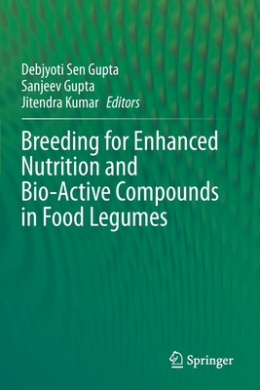 Debjyoti Sen Gupta
Sanjeev Gupta
Jitendra Kumar Editors
Breeding for Enhanced
Nutrition and
Bio-Active Compounds
in Food Legumes
Springer